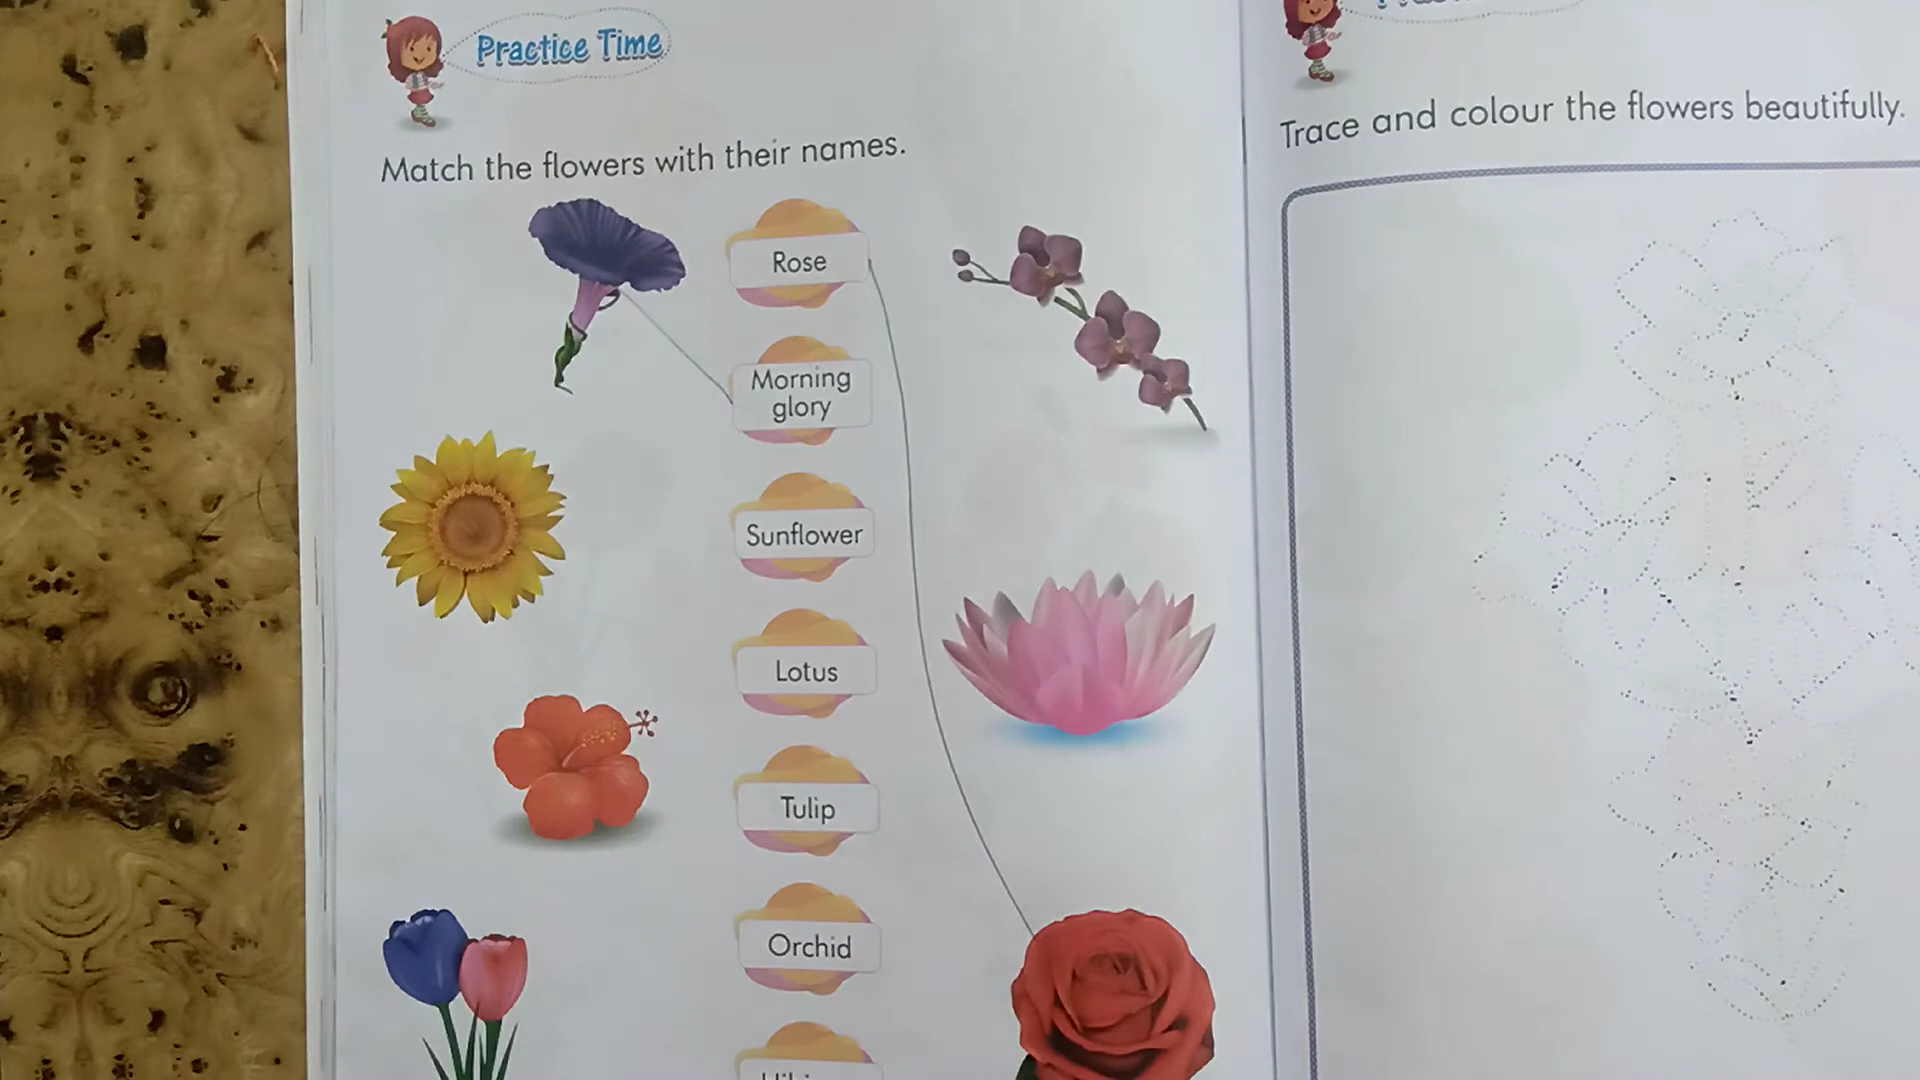 Practice Time
Match the flowers with their names.
Rose
Morning
glory
Sunflower
Lotus
Tulip
Orchid
Trace and colour the flowers beautifully.